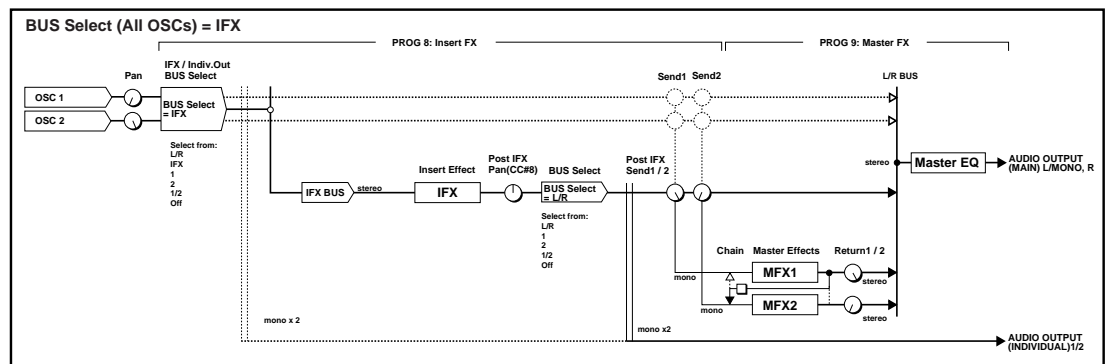 BUS Select (All OSCs) = IFX
PROG 8: Insert FX
PROG 9: Master FX
IFX / Indiv.Out
BUS Select
Pan
Send1
Send2
L/R BUS
OSC 1
OSC 2
BUS Select
= IFX
Select from:
L/R
IFX
1
2
1/2
Off
stereo
Master EQ
AUDIO OUTPUT
(MAIN) L/MONO, R
Insert Effect
Post IFX
Pan(CC#8)
BUS Select
Post IFX
Send1 / 2
IFX BUS
stereo
IFX
BUS Select
= L/R
Select from:
L/R
1
2
1/2
Off
Chain
Master Effects
Return1 / 2
mono
MFX1
stereo
mono
MFX2
stereo
mono x 2
mono x2
AUDIO OUTPUT
(INDIVIDUAL)1/2